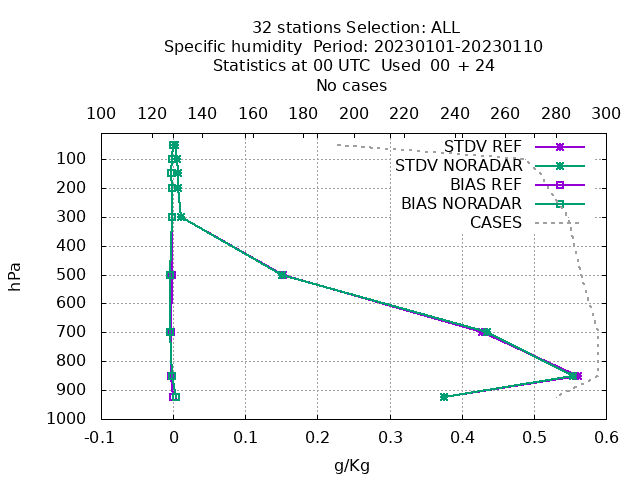 32 stations Selection: ALL
Specific humidity  Period: 20230101-20230110
Statistics at 00 UTC  Used  00 + 24
No cases
100 120 140 160 180 200 220 240 260 280 300
STDV REF
STDV NORADAR
BIAS REF
BIAS NORADAR
CASES
100
200
300
400
500
600
700
800
900
1000
hPa
-0.1 0 0.1 0.2 0.3 0.4 0.5 0.6
g/Kg